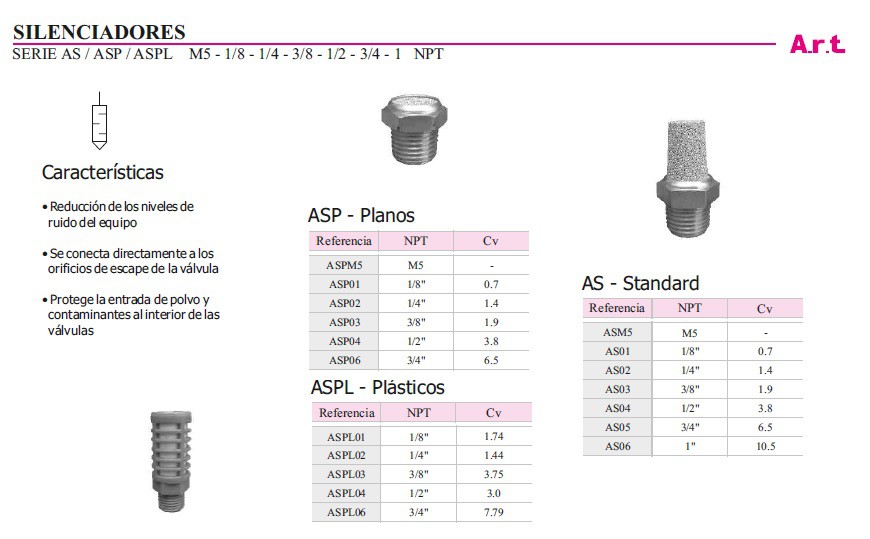 SILENCIADORES
SERIE AS / ASP / ASPL M5 - 1/8 - 1/4 - 3/8 - 1/2 - 3/4 - 1 NPT
A.r.t.
Características
• Reducción de los niveles de
ruido del equipo
• Se conecta directamente a los
orificios de escape de la válvula
• Protege la entrada de polvo y
contaminantes al interior de las
válvulas
ASP - Planos
Referencia NPT Cv
ASPM5 M5 -
ASP01 1/8" 0.7
ASP02 1/4" 1.4
ASP03 3/8" 1.9
ASP04 1/2" 3.8
ASP06 3/4" 6.5
ASPL - Plásticos
Referencia NPT Cv
ASPL01 1/8" 1.74
ASPL02 1/4" 1.44
ASPL03 3/8" 3.75
ASPL04 1/2" 3.0
ASPL06 3/4" 7.79
AS - Standard
Referencia NPT Cv
ASM5 M5 -
AS01 1/8" 0.7
AS02 1/4" 1.4
AS03 3/8" 1.9
AS04 1/2" 3.8
AS05 3/4" 6.5
AS06 1" 10.5